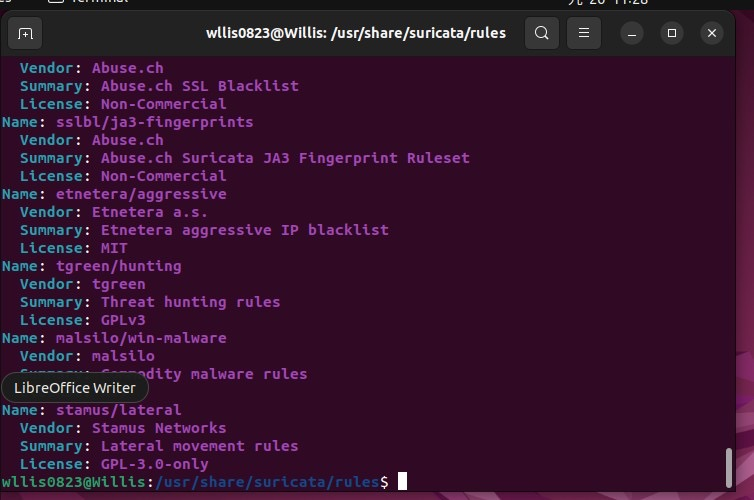 Terminal
wllis0823@Willis: /usr/share/suricata/rules
Vendor: Abuse.ch
Summary: Abuse.ch SSL Blacklist
License: Non-Commercial
Name: sslbl/ja3-fingerprints
Vendor: Abuse.ch
Summary: Abuse.ch Suricata JA3 Fingerprint Ruleset
License: Non-Commercial
Name: etnetera/aggressive
Vendor: Etnetera a.s.
Summary: Etnetera aggressive IP blacklist
License: MIT
Name: tgreen/hunting
Vendor: tgreen
Summary: Threat hunting rules
License: GPLv3
Name: malsilo/win-malware
Vendor: malsilo
Summary: Commodity malware rules
LibreOffice Writer
Name: stamus/lateral
Vendor: Stamus Networks
Summary: Lateral movement rules
License: GPL-3.0-only
wllis0823@Willis:/usr/share/suricata/rules$